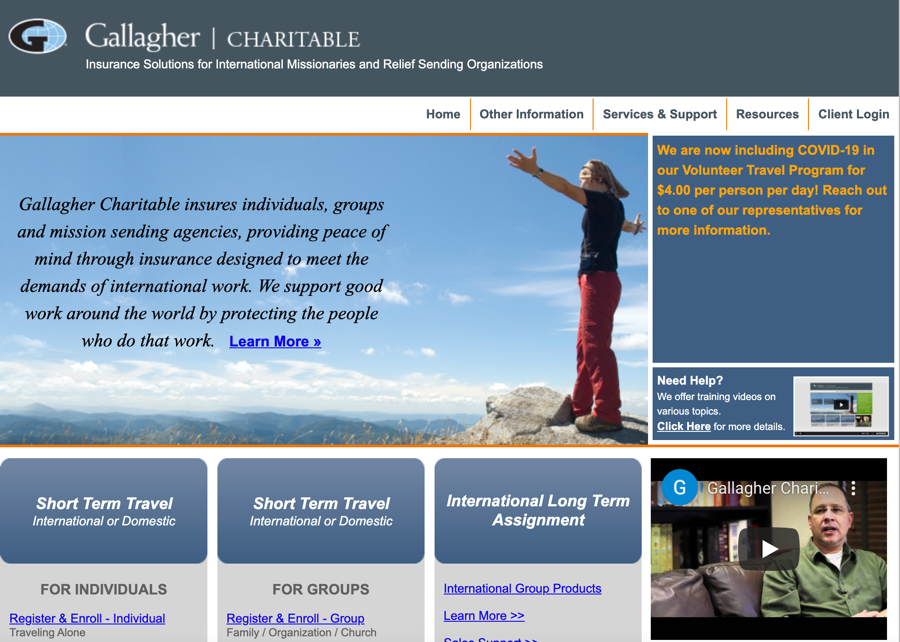 Gallagher | CHARITABLE
Insurance Solutions for International Missionaries and Relief Sending Organizations
Home
Other Information
Services & Support
Resources
Client Login
Gallagher Charitable insures individuals, groups
and mission sending agencies, providing peace of
mind through insurance designed to meet the
demands of international work. We support good
work around the world by protecting the people
who do that work. Learn More »
We are now including COVID-19 in
our Volunteer Travel Program for
$4.00 per person per day! Reach out
to one of our representatives for
more information.
Need Help?
We offer training videos on
various topics.
Click Here for more details.
Short Term Travel
International or Domestic
FOR INDIVIDUALS
Register & Enroll - Individual
Traveling Alone
Short Term Travel
International or Domestic
FOR GROUPS
Register & Enroll - Group
Family / Organization / Church
International Long Term
Assignment
International Group Products
Learn More >>
Sales Support >>
G Gallagher Chari...